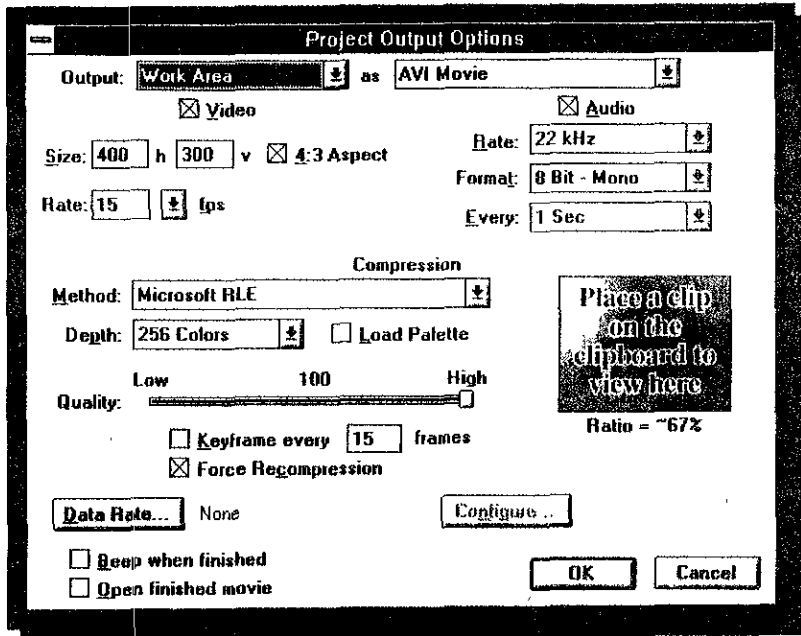 Project Output Options
Output: Work Area as AVI Movie
Video
Audio
Size: 400 h 300 v 4:3 Aspect
Rate: 22 kHz
Format: 8 Bit - Mono
Rate: 15 fps
Every: 1 Sec
Compression
Method: Microsoft RLE
Depth: 256 Colors Load Palette
Low 100 High
Quality:
Keyframe every 15 frames
Force Recompression
Place a clip
on the
clipboard to
view here
Ratio = ~67%
Data Rate... None
Configure ..
Beep when finished
Open finished movie
OK Cancel